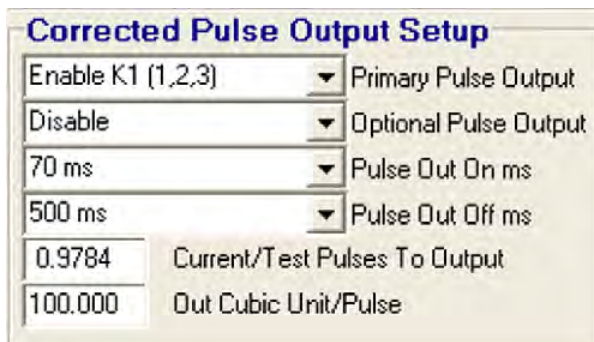 Corrected Pulse Output Setup
Enable K1 (1,2,3) Primary Pulse Output
Disable Optional Pulse Output
70 ms Pulse Out On ms
500 ms Pulse Out Off ms
0.9784 Current/Test Pulses To Output
100.000 Out Cubic Unit/Pulse